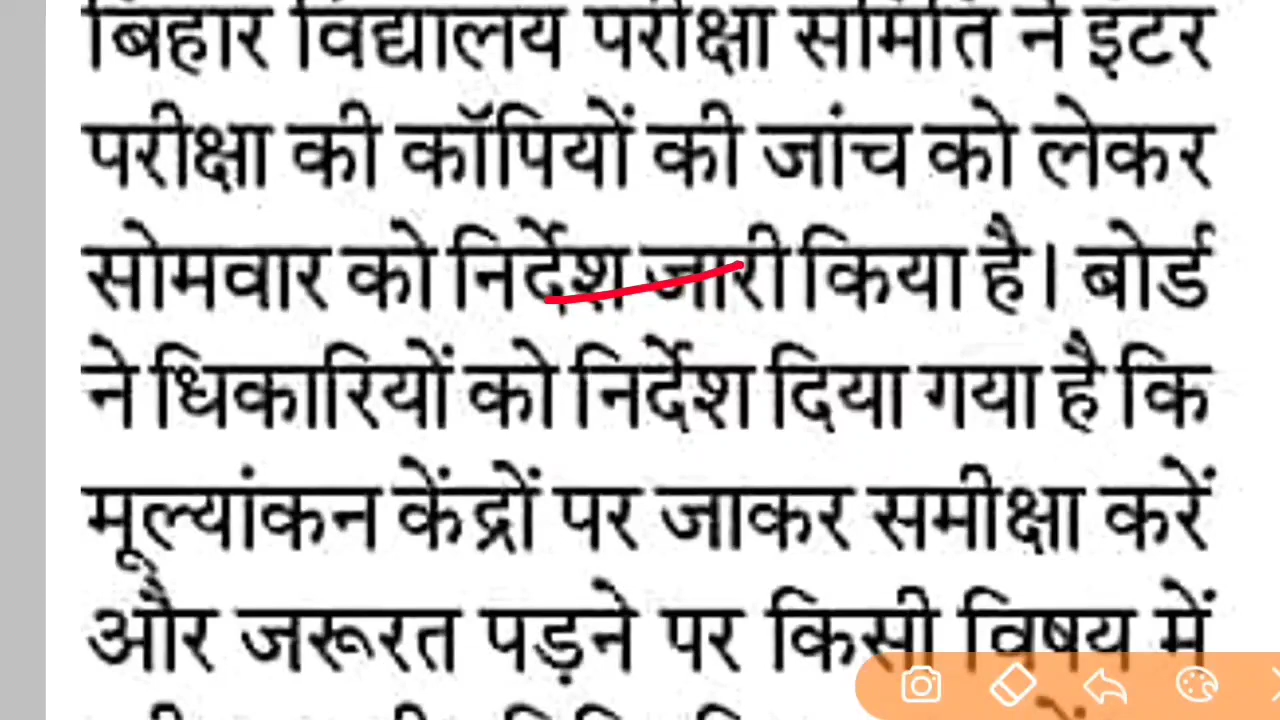 बिहार विद्यालय परीक्षा समिति ने इंटर
परीक्षा की कॉपियों की जांच को लेकर
सोमवार को निर्देश जारी किया है। बोर्ड
ने धिकारियों को निर्देश दिया गया है कि
मूल्यांकन केंद्रों पर जाकर समीक्षा करें
और जरूरत पड़ने पर किसी विषय में